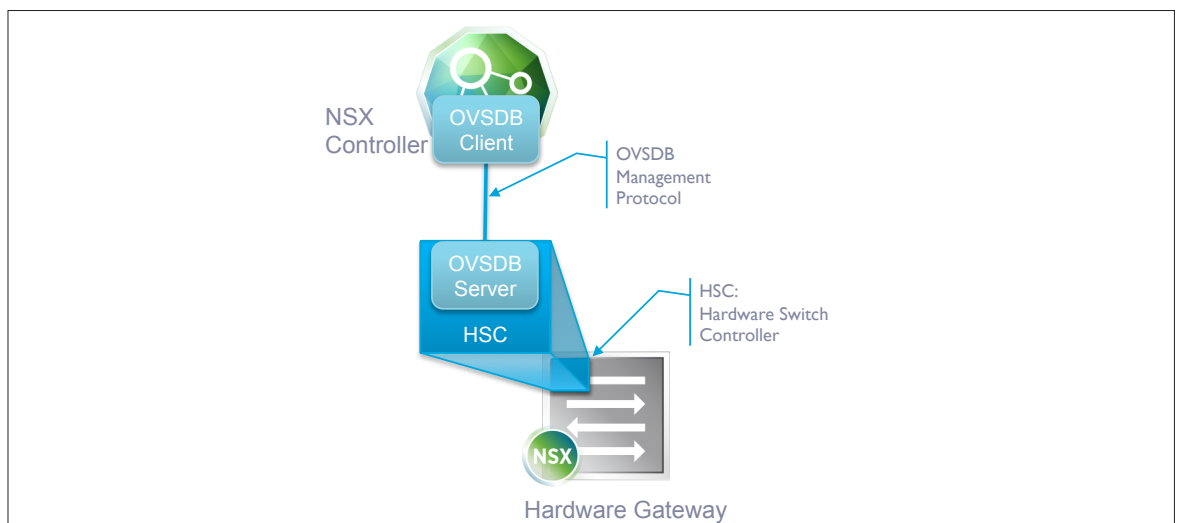 NSX
Controller
OVSDB
Client
OVSDB
Management
Protocol
OVSDB
Server
HSC
HSC:
Hardware Switch
Controller
NSX
Hardware Gateway